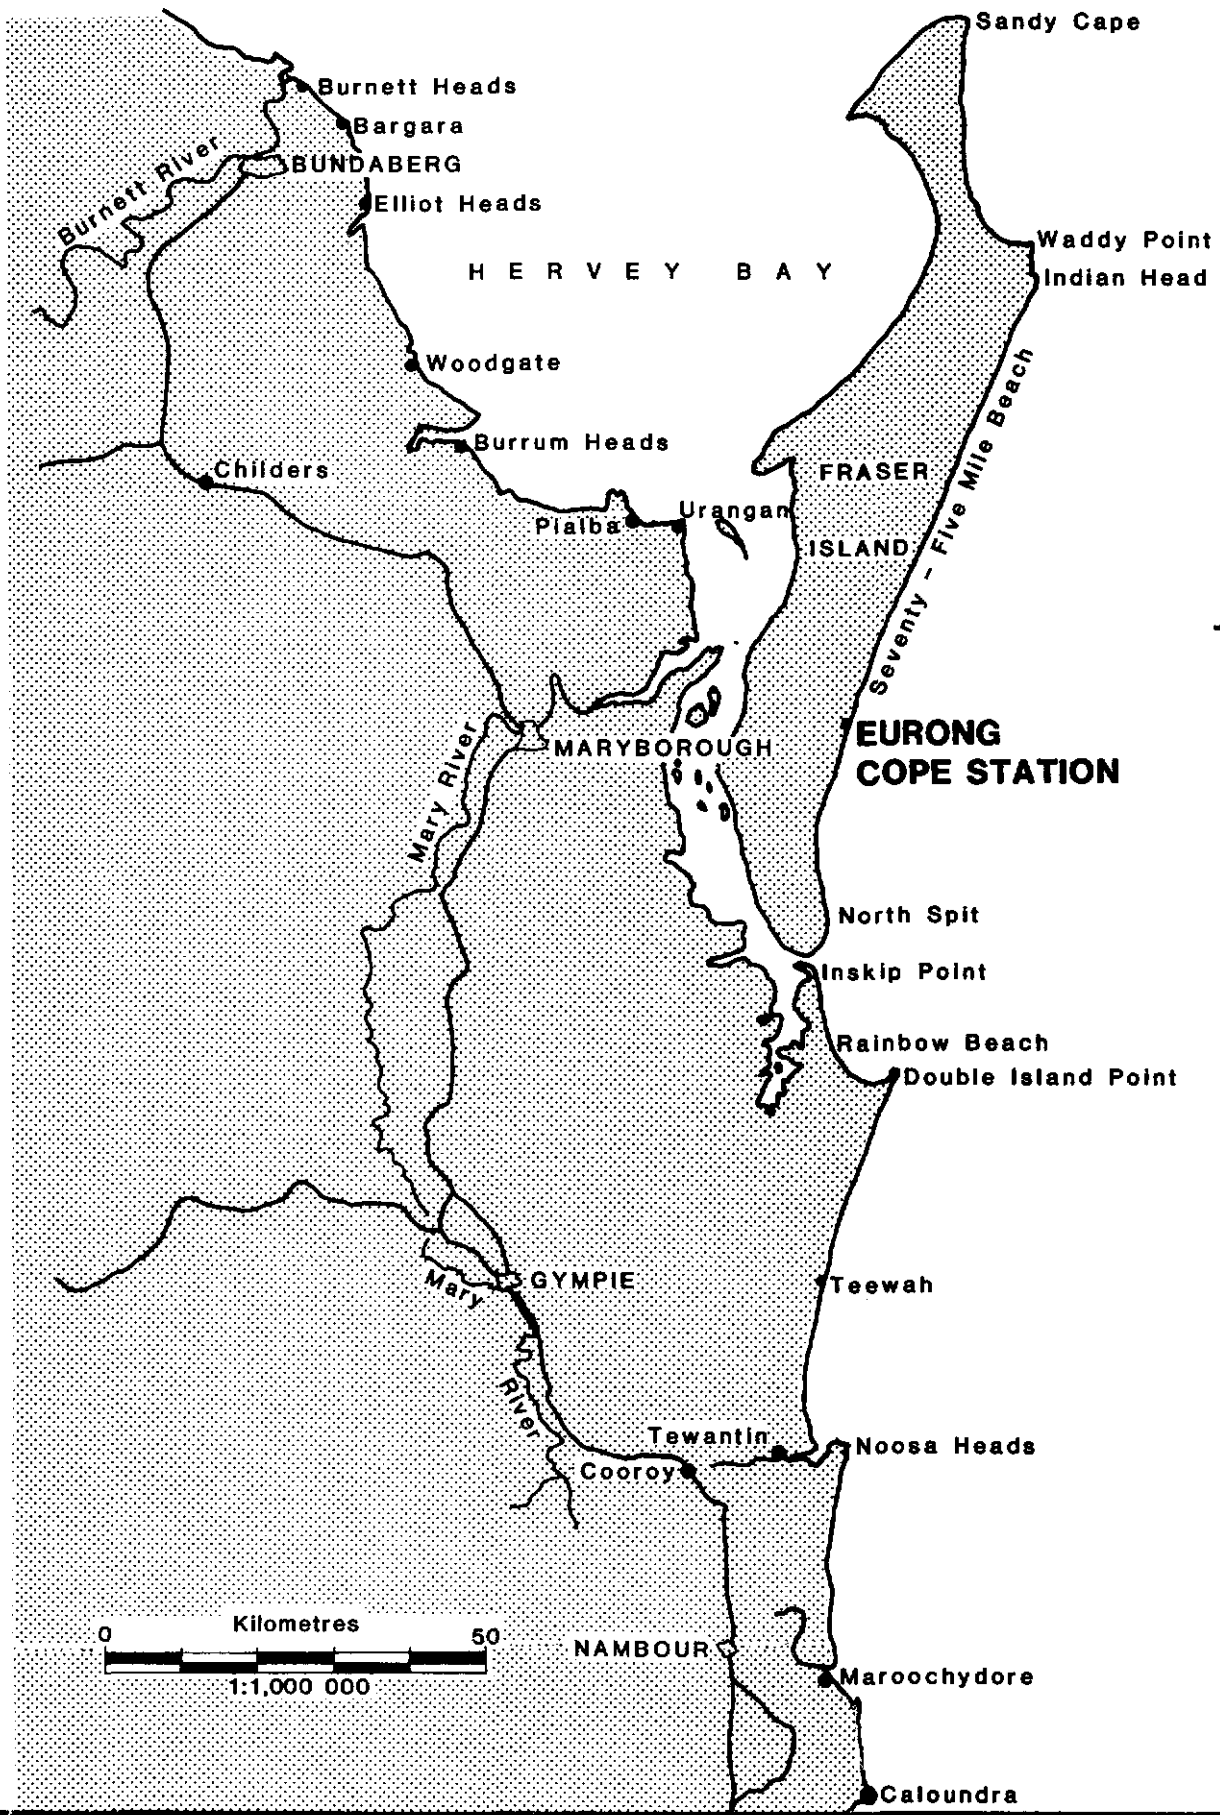 Sandy Cape
Burnett Heads
Bargara
Burnett River
BUNDABERG
Elliot Heads
Waddy Point
HERVEY BAY
Indian Head
Woodgate
Seventy - Five Mile Beach
Burrum Heads
Childers
FRASER
Urangan
Pialba
ISLAND
EURONG
COPE STATION
MARYBOROUGH
Mary River
North Spit
Inskip Point
Rainbow Beach
Double Island Point
GYMPIE
Mary
River
Teewah
Tewantin
Noosa Heads
Cooroy
Kilometres
0 50
1:1,000 000
NAMBOUR
Maroochydore
Caloundra